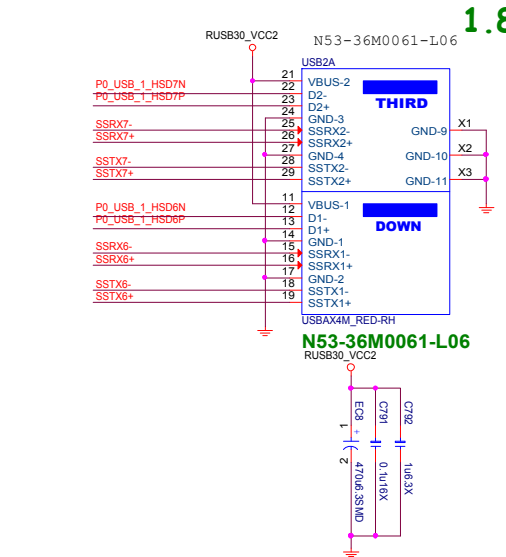 1.8
RUSB30_VCC2
N53-36M0061-L06
USB2A
21 VBUS-2
P0_USB_1_HSD7N 22 D2-
P0_USB_1_HSD7P 23 D2+
THIRD
24 GND-3
SSRX7- 25 SSRX2- GND-9 X1
SSRX7+ 26 SSRX2+
27 GND-4 GND-10 X2
SSTX7- 28 SSTX2-
SSTX7+ 29 SSTX2+ GND-11 X3
11 VBUS-1
P0_USB_1_HSD6N 12 D1-
P0_USB_1_HSD6P 13 D1+
DOWN
14 GND-1
SSRX6- 15 SSRX1-
SSRX6+ 16 SSRX1+
17 GND-2
SSTX6- 18 SSTX1-
SSTX6+ 19 SSTX1+
USBAX4M_RED-RH
N53-36M0061-L06
RUSB30_VCC2
EC8 + 1 2 470u6.3SMD
C791 0.1u16X
C792 1u6.3X